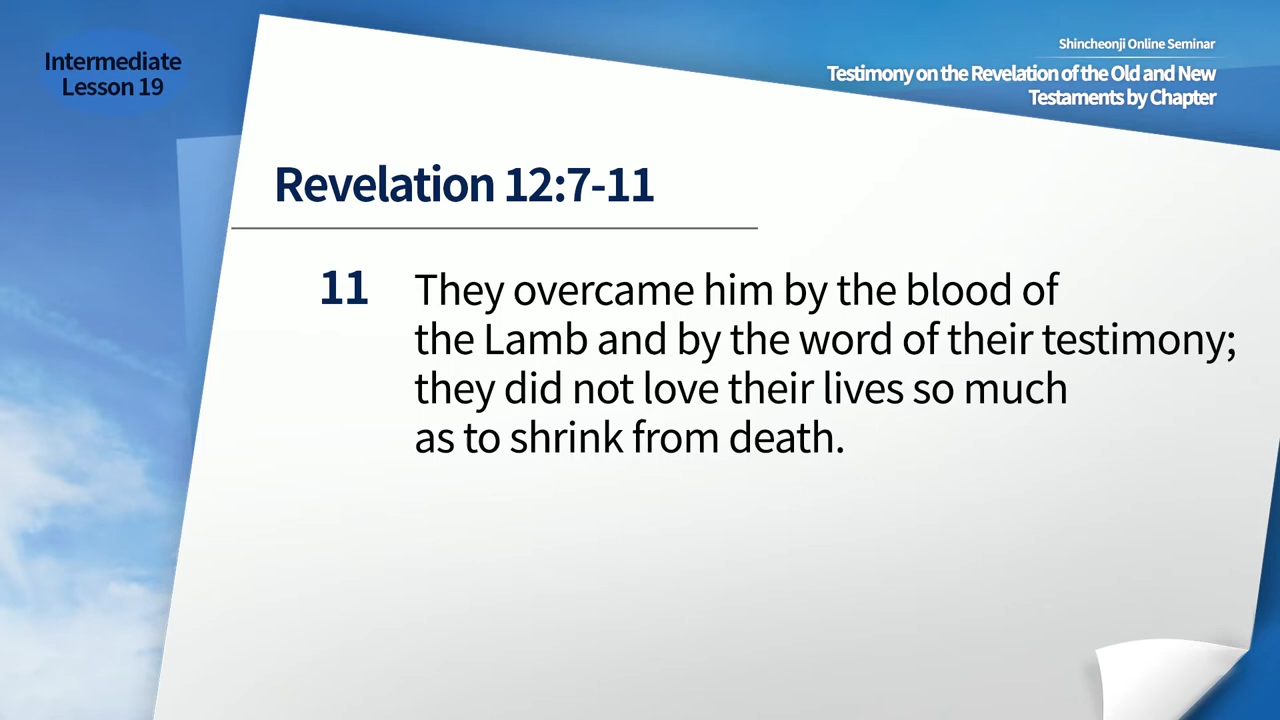 Intermediate
Lesson 19
Shincheonji Online Seminar
Testimony on the Revelation of the Old and New
Testaments by Chapter
Revelation 12:7-11
11 They overcame him by the blood of
the Lamb and by the word of their testimony;
they did not love their lives so much
as to shrink from death.